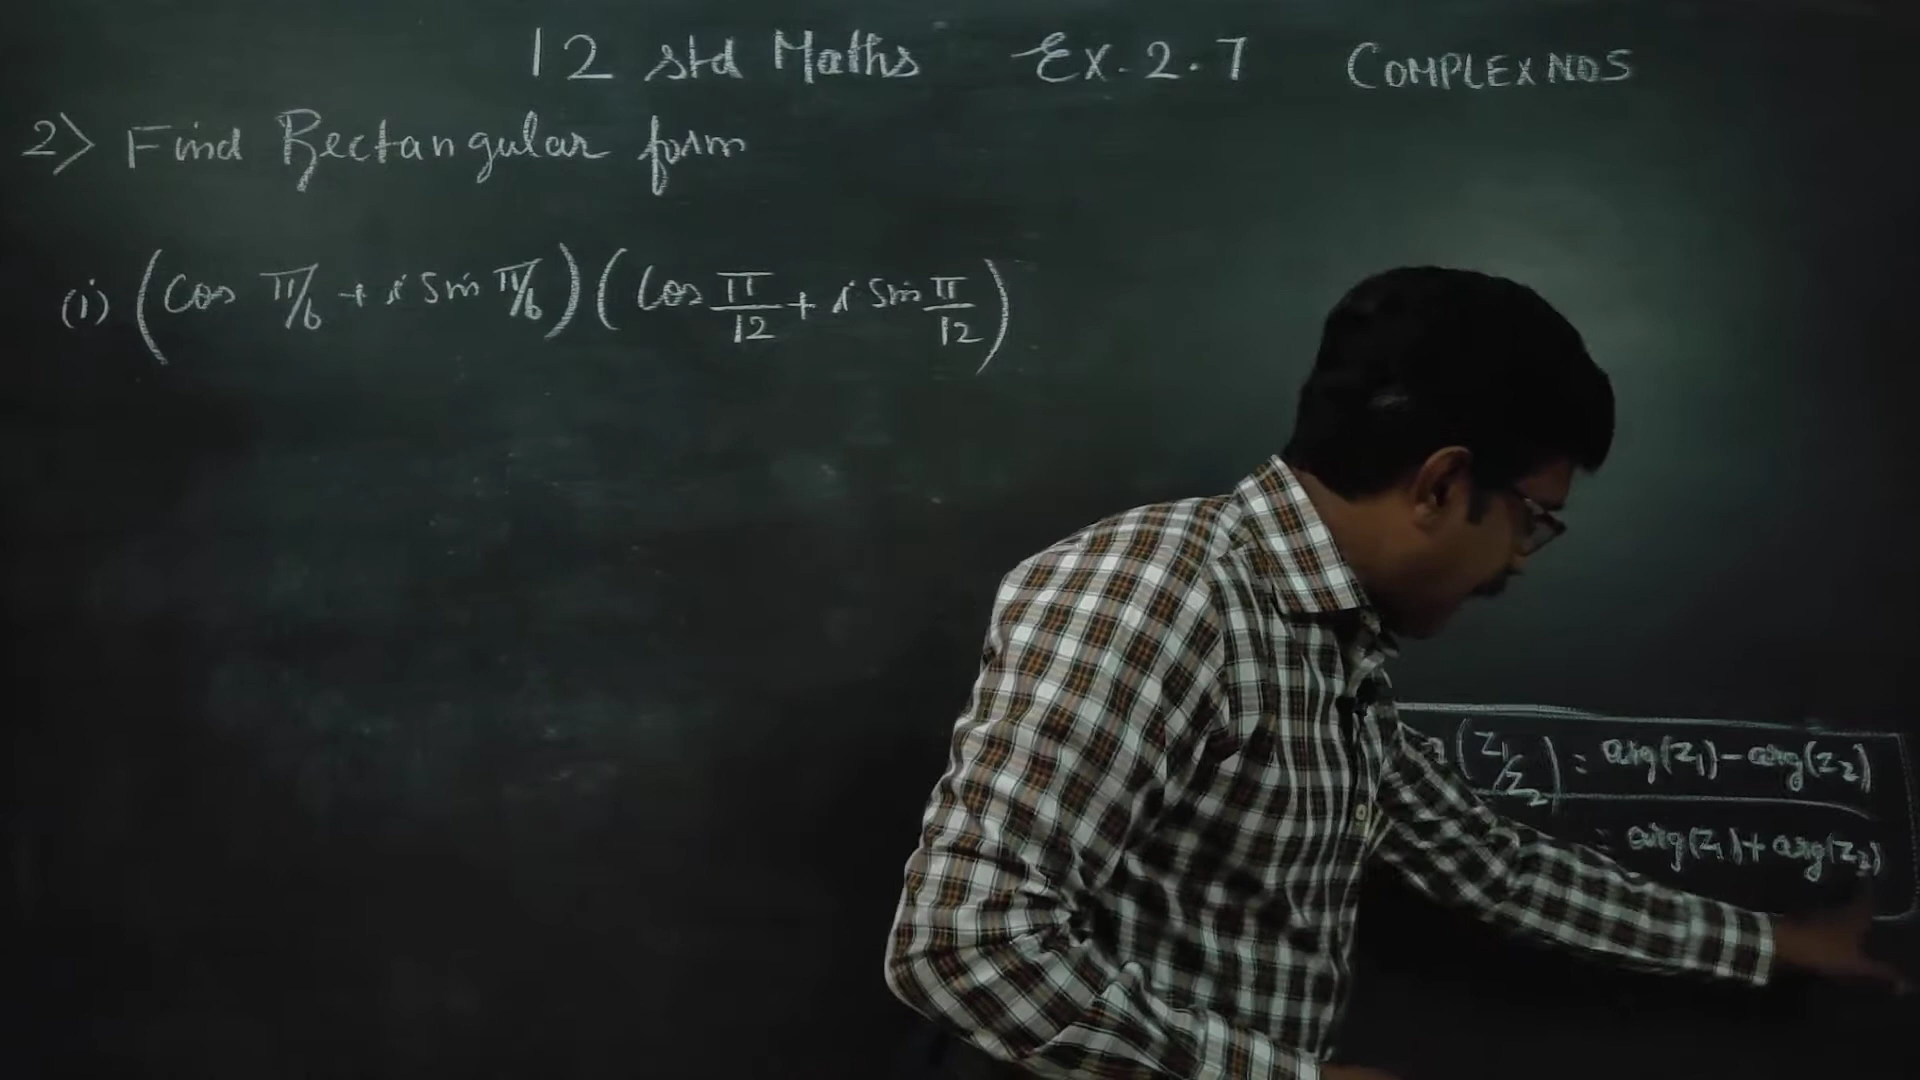 12 std Maths Ex. 2.7 COMPLEX NOS
2) Find Rectangular form
(i) (Cos π/6 + i Sin π/6) (Cos π/12 + i Sin π/12)
(Z1/Z2) = arg(Z1) - arg(Z2)
= arg(Z1) + arg(Z2)